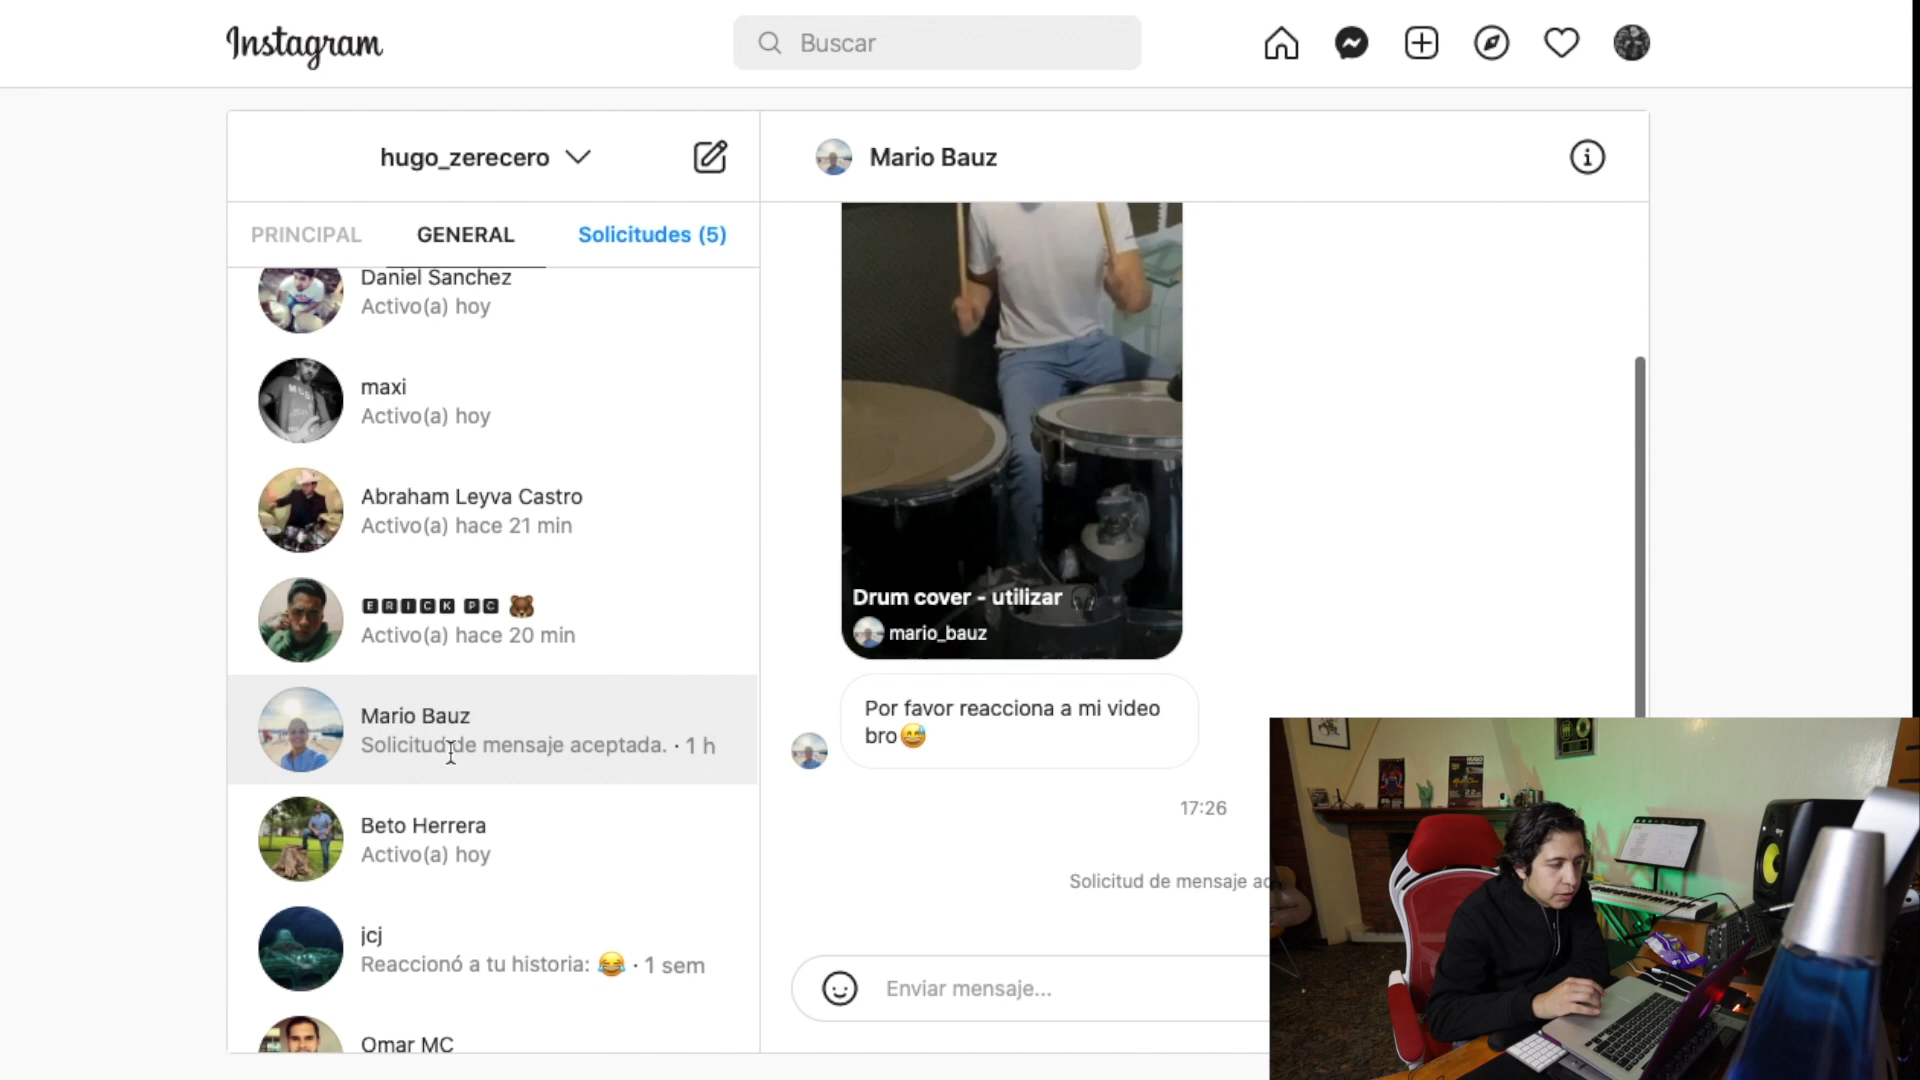 Instagram
Buscar
hugo_zerecero
Mario Bauz
PRINCIPAL
GENERAL
Solicitudes (5)
Daniel Sanchez
Activo(a) hoy
maxi
Activo(a) hoy
Abraham Leyva Castro
Activo(a) hace 21 min
🅴🆁🅸🅲🅺 🅿🅲 🐻
Activo(a) hace 20 min
Mario Bauz
Solicitud de mensaje aceptada. · 1 h
Beto Herrera
Activo(a) hoy
jcj
Reaccionó a tu historia: 😂 · 1 sem
Omar MC
Drum cover - utilizar 🎧
mario_bauz
Por favor reacciona a mi video
bro😅
17:26
Solicitud de mensaje ac
Enviar mensaje...